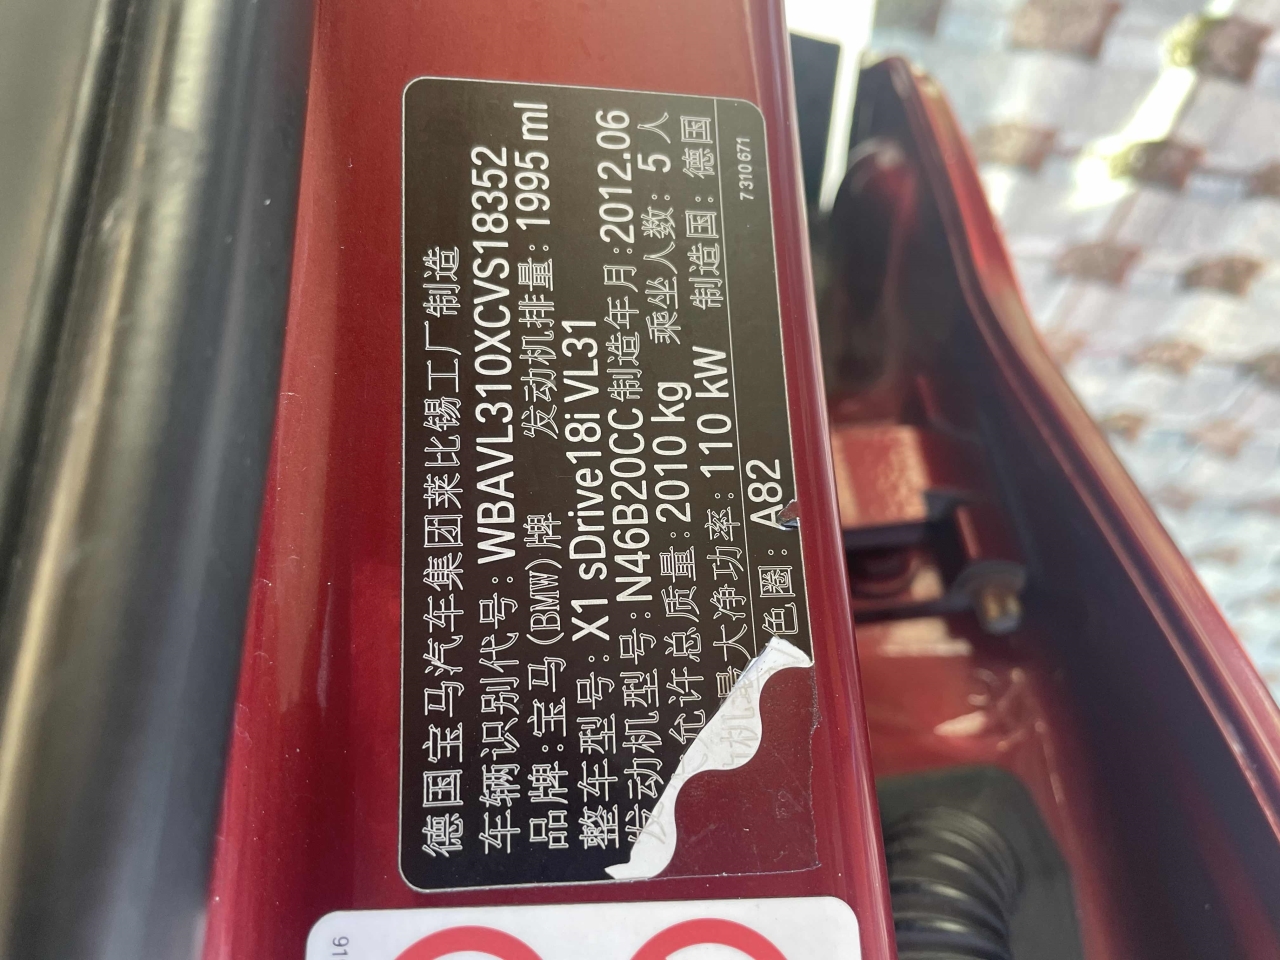 德国宝马汽车集团莱比锡工厂制造
车辆识别代号: WBAVL310XCVS18352
品牌:宝马(BMW)牌 发动机排量: 1995 ml
整车型号: X1 sDrive18i VL31
发动机型号: N46B20CC 制造年月:2012.06
允许总质量: 2010 kg 乘坐人数: 5 人
最大净功率: 110 kW 制造国: 德国
色圈: A82
7310671
91